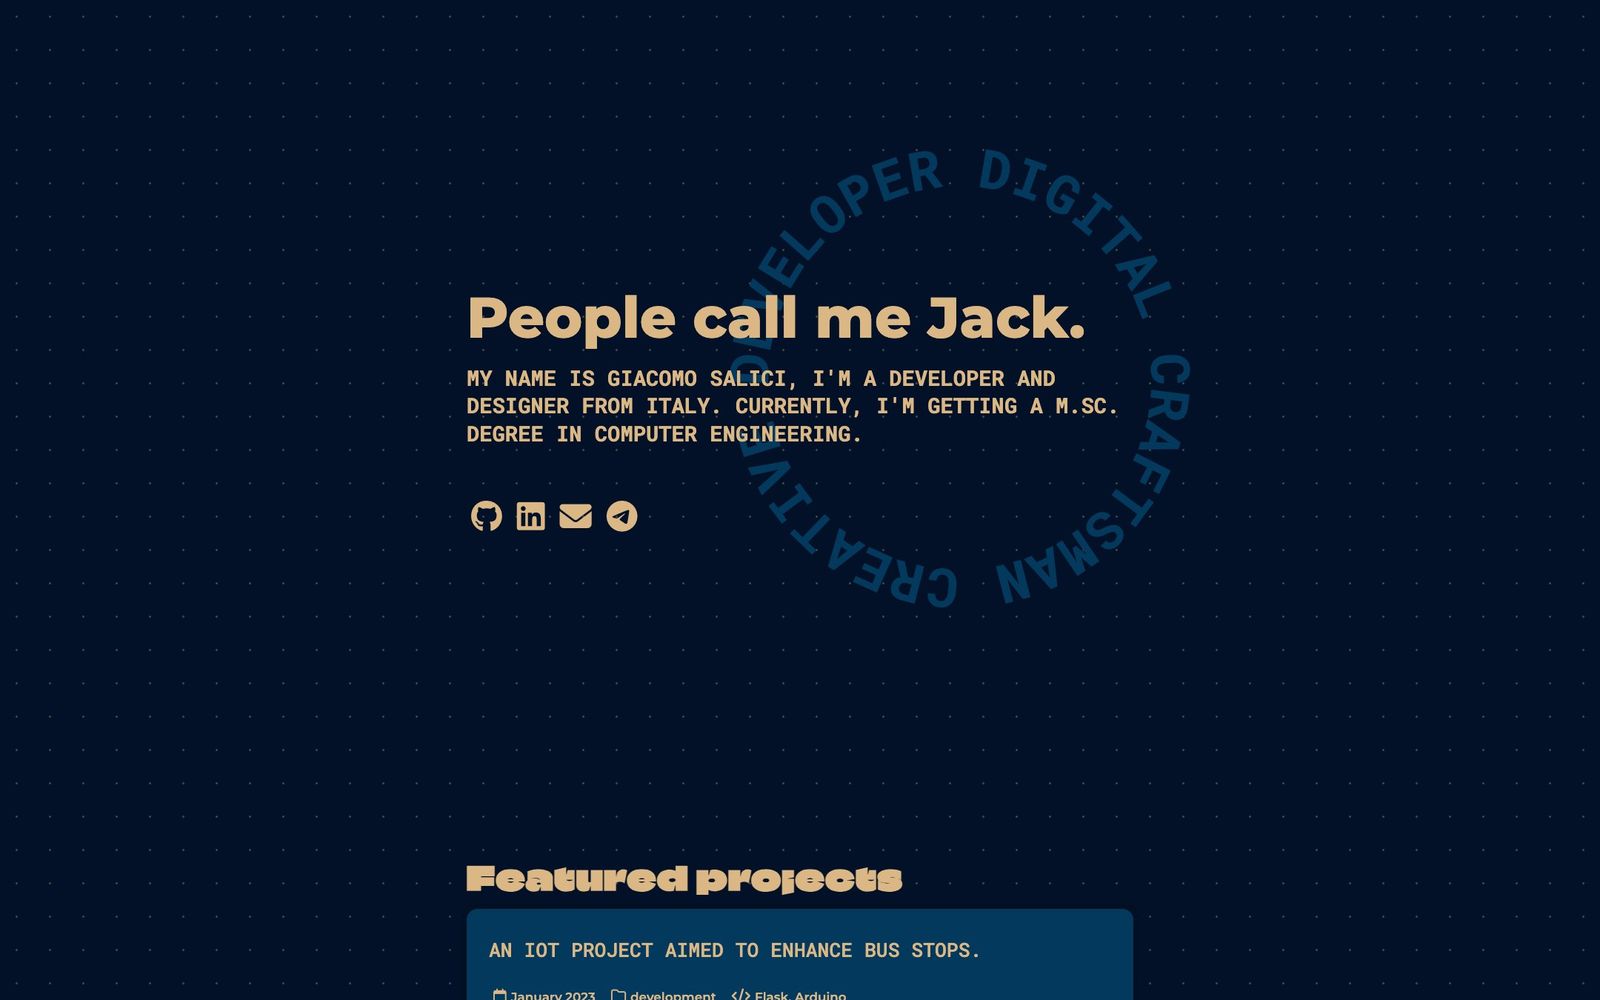 DEVELOPER DIGITAL CRAFTSMAN CREATIVE
People call me Jack.
MY NAME IS GIACOMO SALICI, I'M A DEVELOPER AND
DESIGNER FROM ITALY. CURRENTLY, I'M GETTING A M.SC.
DEGREE IN COMPUTER ENGINEERING.
in
Featured projects
AN IOT PROJECT AIMED TO ENHANCE BUS STOPS.
January 2023 development Flask, Arduino